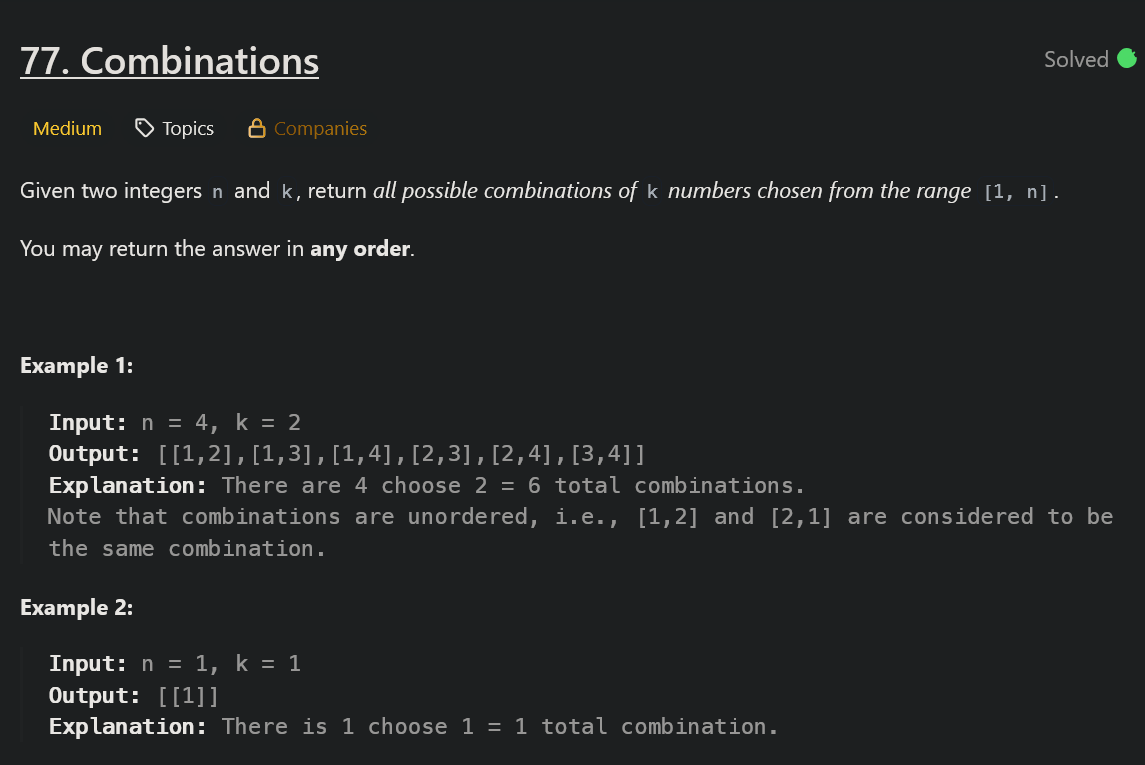 77. Combinations
Solved
Medium
Topics
Companies
Given two integers n and k, return all possible combinations of k numbers chosen from the range [1, n].
You may return the answer in any order.
Example 1:
Input: n = 4, k = 2
Output: [[1,2],[1,3],[1,4],[2,3],[2,4],[3,4]]
Explanation: There are 4 choose 2 = 6 total combinations.
Note that combinations are unordered, i.e., [1,2] and [2,1] are considered to be
the same combination.
Example 2:
Input: n = 1, k = 1
Output: [[1]]
Explanation: There is 1 choose 1 = 1 total combination.